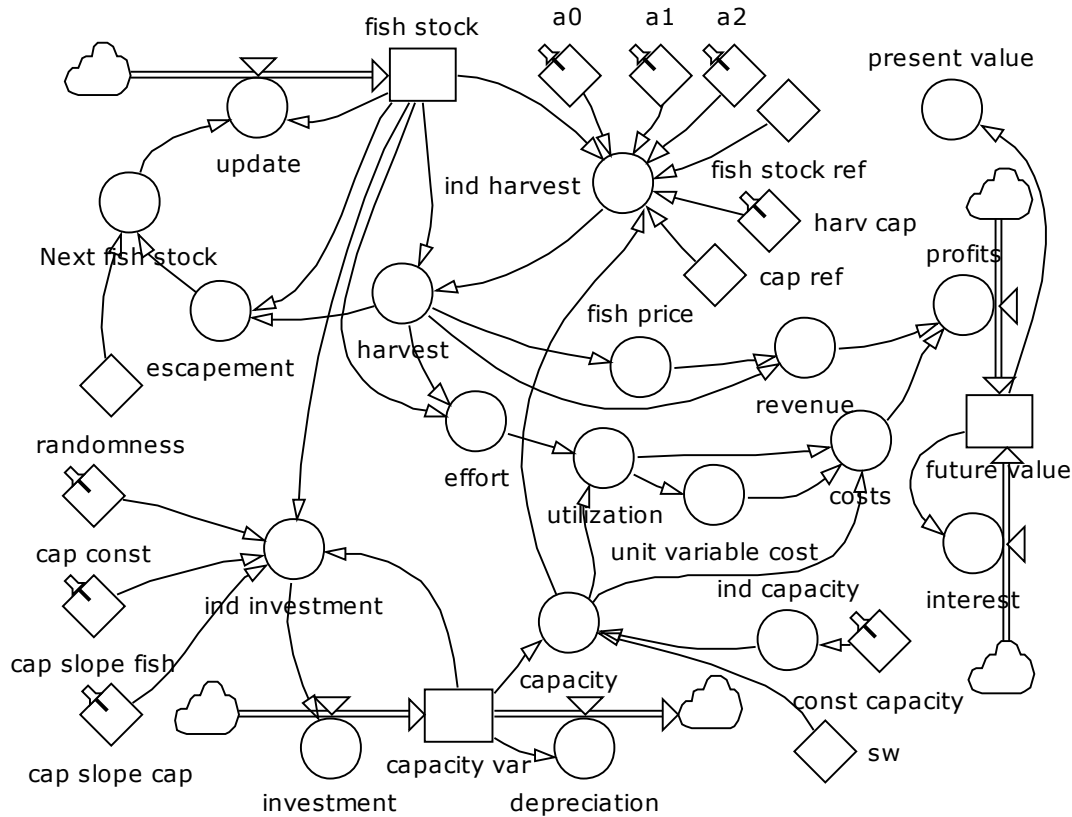 a0
a1
a2
fish stock
present value
update
fish stock ref
ind harvest
harv cap
Next fish stock
profits
cap ref
fish price
harvest
escapement
revenue
randomness
future value
effort
costs
utilization
cap const
unit variable cost
ind capacity
ind investment
interest
cap slope fish
capacity
const capacity
sw
capacity var
cap slope cap
investment
depreciation